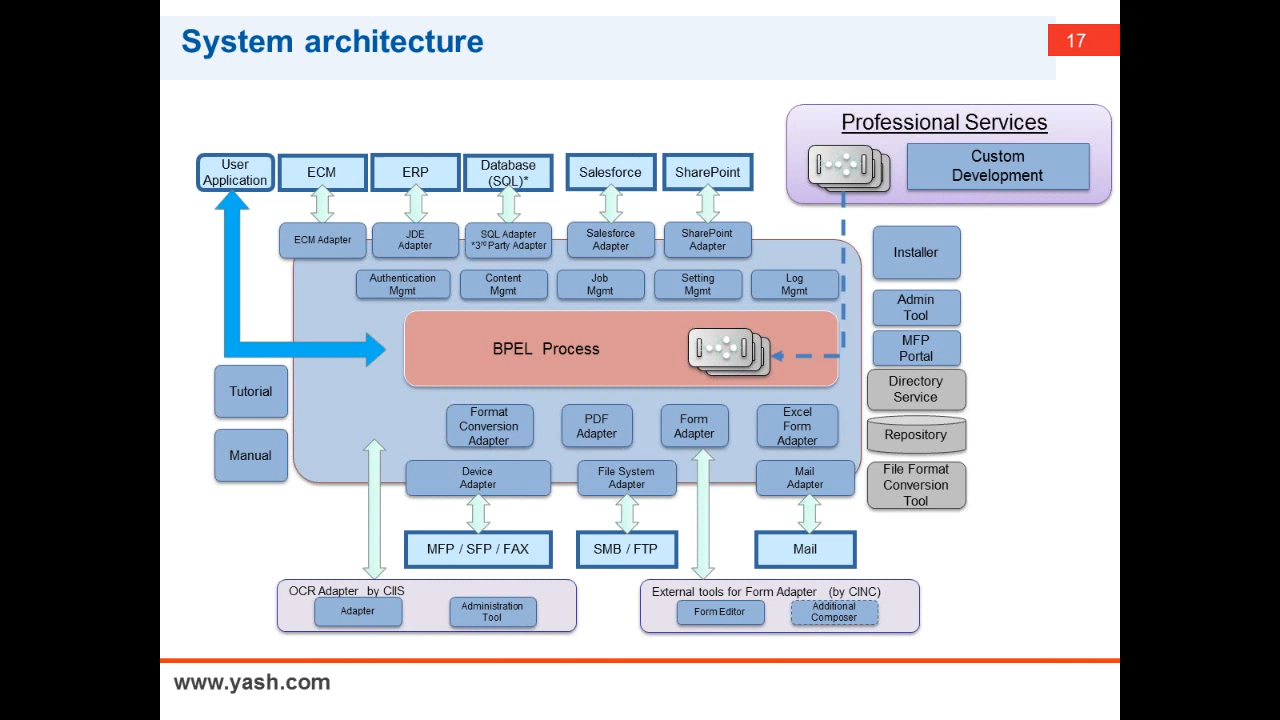 System architecture
17
Professional Services
Custom
Development
User
Application
ECM
ERP
Database
(SQL)*
Salesforce
SharePoint
ECM Adapter
JDE
Adapter
SQL Adapter
*3rd Party Adapter
Salesforce
Adapter
SharePoint
Adapter
Installer
Authentication
Mgmt
Content
Mgmt
Job
Mgmt
Setting
Mgmt
Log
Mgmt
Admin
Tool
BPEL Process
MFP
Portal
Tutorial
Directory
Service
Format
Conversion
Adapter
PDF
Adapter
Form
Adapter
Excel
Form
Adapter
Repository
Manual
Device
Adapter
File System
Adapter
Mail
Adapter
File Format
Conversion
Tool
MFP / SFP / FAX
SMB / FTP
Mail
OCR Adapter by CIIS
Adapter
Administration
Tool
External tools for Form Adapter (by CINC)
Form Editor
Additional
Composer
www.yash.com